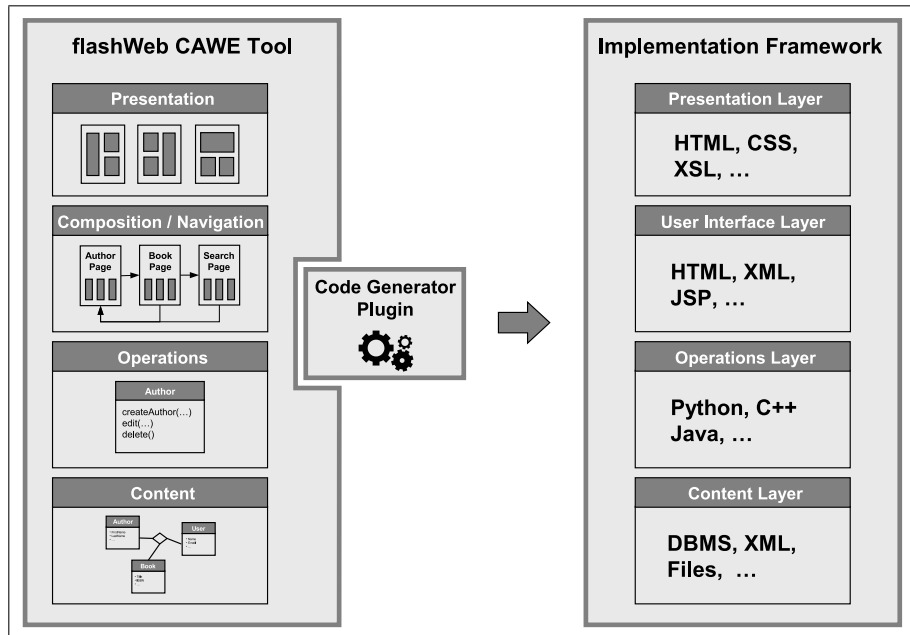 flashWeb CAWE Tool
Presentation
Composition / Navigation
Author
Page
Book
Page
Search
Page
Operations
Author
createAuthor(…)
edit(…)
delete()
Content
Author
User
Book
Code Generator
Plugin
Implementation Framework
Presentation Layer
HTML, CSS,
XSL, …
User Interface Layer
HTML, XML,
JSP, …
Operations Layer
Python, C++
Java, …
Content Layer
DBMS, XML,
Files, …